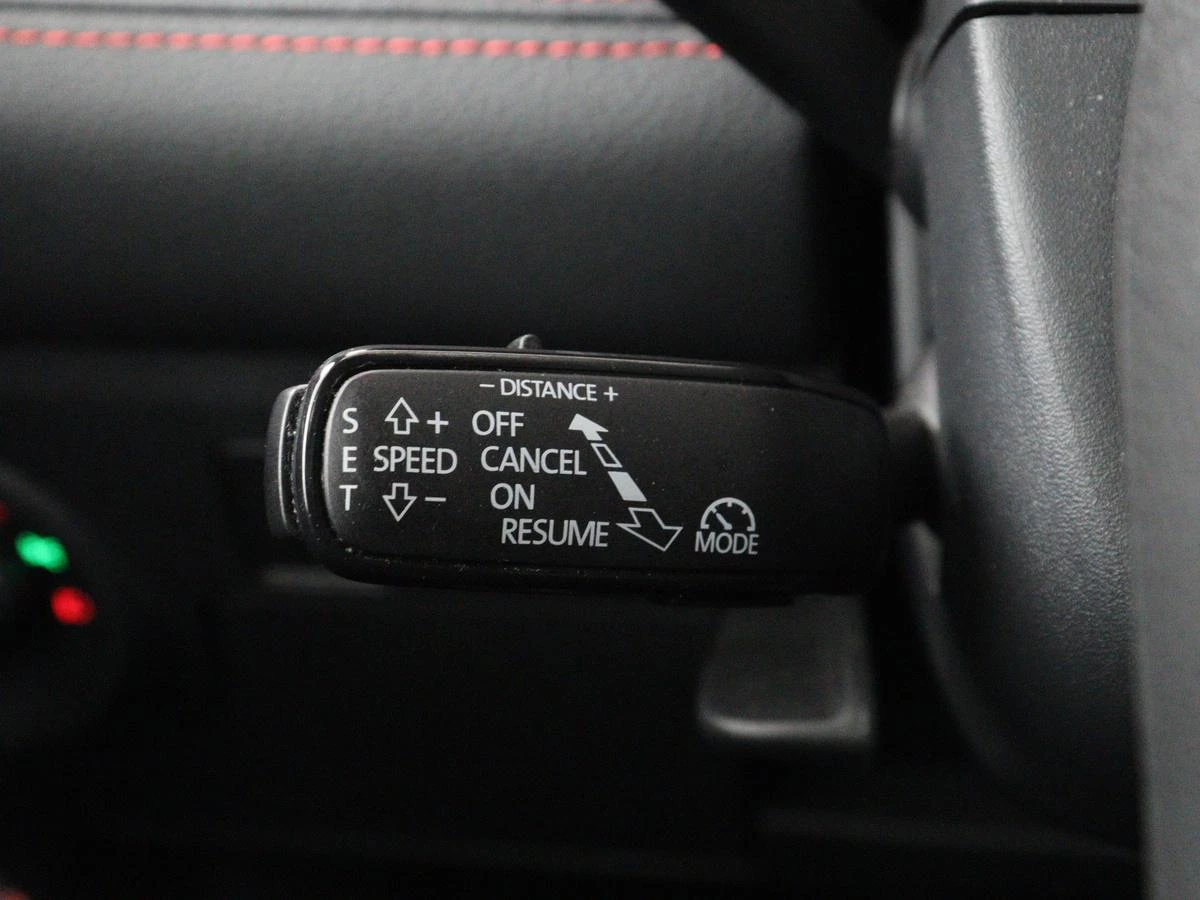 – DISTANCE +
S + OFF
E SPEED CANCEL
T – ON
RESUME
MODE